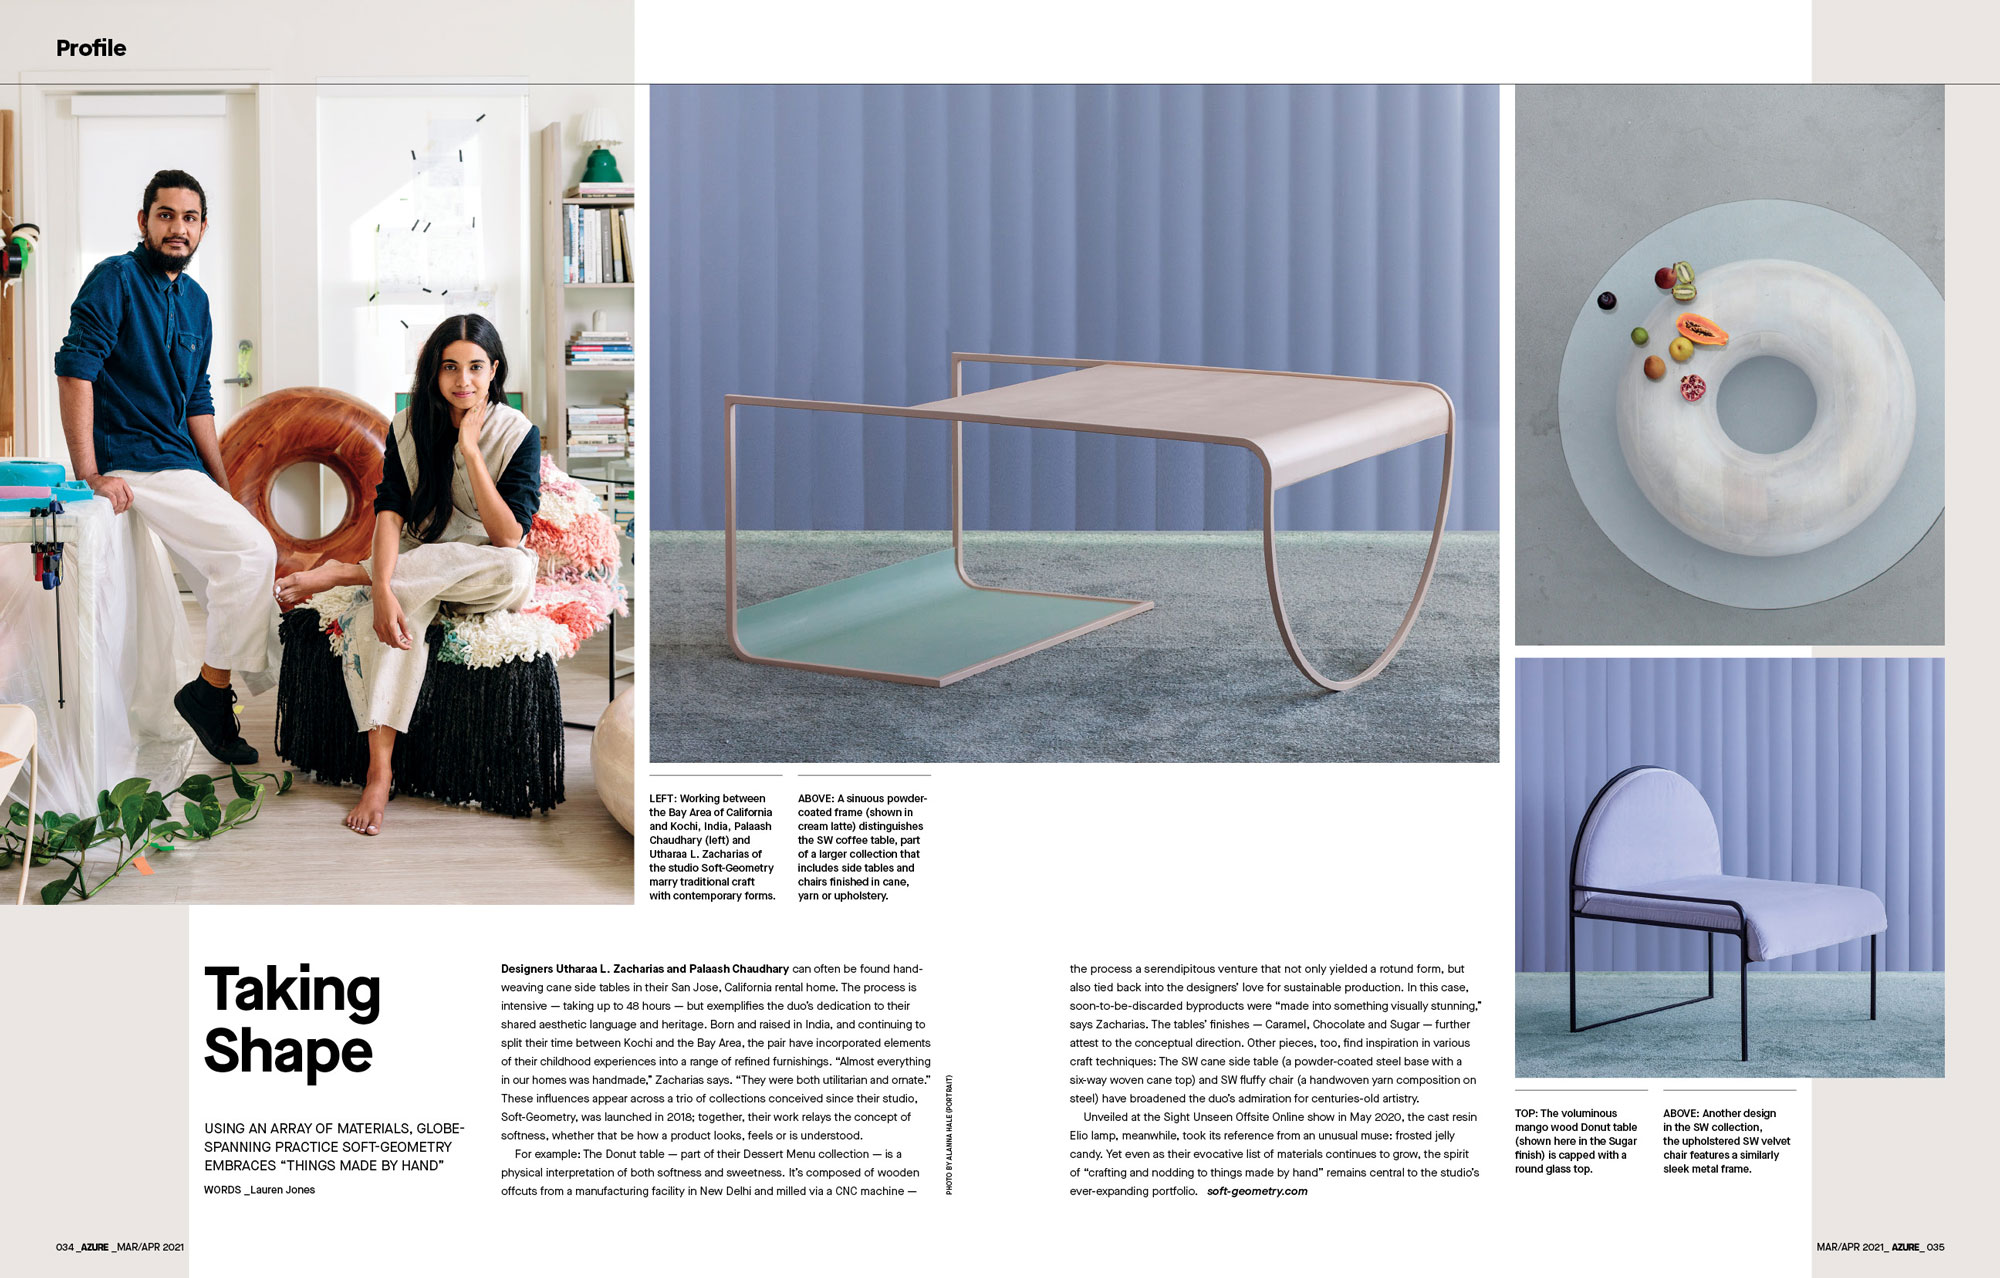 Profile
LEFT: Working between
the Bay Area of California
and Kochi, India, Palaash
Chaudhary (left) and
Utharaa L. Zacharias of
the studio Soft-Geometry
marry traditional craft
with contemporary forms.
ABOVE: A sinuous powder-
coated frame (shown in
cream latte) distinguishes
the SW coffee table, part
of a larger collection that
includes side tables and
chairs finished in cane,
yarn or upholstery.
Taking
Shape
USING AN ARRAY OF MATERIALS, GLOBE-
SPANNING PRACTICE SOFT-GEOMETRY
EMBRACES “THINGS MADE BY HAND”
WORDS _Lauren Jones
Designers Utharaa L. Zacharias and Palaash Chaudhary can often be found hand-
weaving cane side tables in their San Jose, California rental home. The process is
intensive — taking up to 48 hours — but exemplifies the duo’s dedication to their
shared aesthetic language and heritage. Born and raised in India, and continuing to
split their time between Kochi and the Bay Area, the pair have incorporated elements
of their childhood experiences into a range of refined furnishings. “Almost everything
in our homes was handmade,” Zacharias says. “They were both utilitarian and ornate.”
These influences appear across a trio of collections conceived since their studio,
Soft-Geometry, was launched in 2018; together, their work relays the concept of
softness, whether that be how a product looks, feels or is understood.
For example: The Donut table — part of their Dessert Menu collection — is a
physical interpretation of both softness and sweetness. It’s composed of wooden
offcuts from a manufacturing facility in New Delhi and milled via a CNC machine —
PHOTO BY ALANNA HALE (PORTRAIT)
the process a serendipitous venture that not only yielded a rotund form, but
also tied back into the designers’ love for sustainable production. In this case,
soon-to-be-discarded byproducts were “made into something visually stunning,”
says Zacharias. The tables’ finishes — Caramel, Chocolate and Sugar — further
attest to the conceptual direction. Other pieces, too, find inspiration in various
craft techniques: The SW cane side table (a powder-coated steel base with a
six-way woven cane top) and SW fluffy chair (a handwoven yarn composition on
steel) have broadened the duo’s admiration for centuries-old artistry.
Unveiled at the Sight Unseen Offsite Online show in May 2020, the cast resin
Elio lamp, meanwhile, took its reference from an unusual muse: frosted jelly
candy. Yet even as their evocative list of materials continues to grow, the spirit
of “crafting and nodding to things made by hand” remains central to the studio’s
ever-expanding portfolio. soft-geometry.com
TOP: The voluminous
mango wood Donut table
(shown here in the Sugar
finish) is capped with a
round glass top.
ABOVE: Another design
in the SW collection,
the upholstered SW velvet
chair features a similarly
sleek metal frame.
034 _AZURE _MAR/APR 2021
MAR/APR 2021_ AZURE_ 035